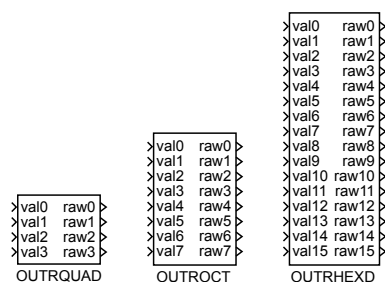 val0 raw0
val1 raw1
val2 raw2
val3 raw3
OUTRQUAD
val0 raw0
val1 raw1
val2 raw2
val3 raw3
val4 raw4
val5 raw5
val6 raw6
val7 raw7
OUTROCT
val0 raw0
val1 raw1
val2 raw2
val3 raw3
val4 raw4
val5 raw5
val6 raw6
val7 raw7
val8 raw8
val9 raw9
val10 raw10
val11 raw11
val12 raw12
val13 raw13
val14 raw14
val15 raw15
OUTRHEXD